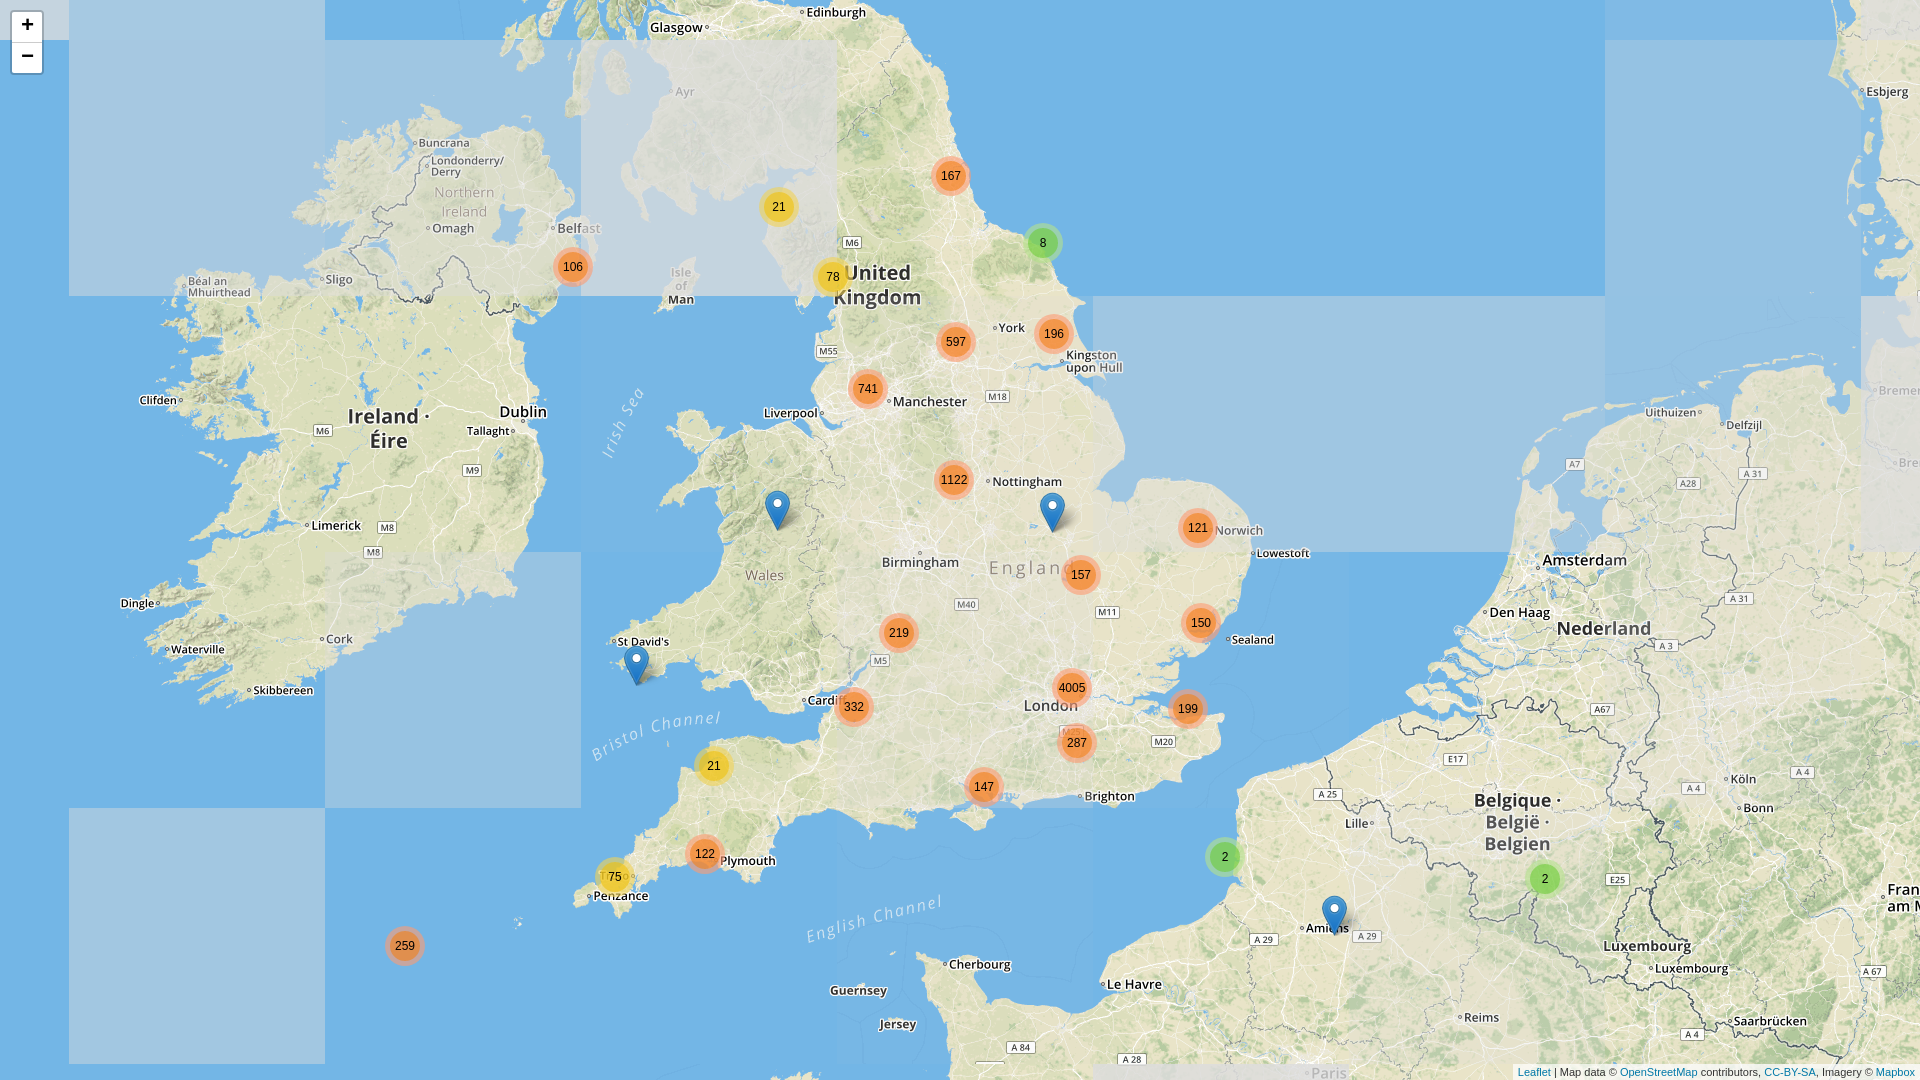 +
−
Edinburgh
Glasgow
Ayr
Esbjerg
Buncrana
Londonderry/
Derry
Northern
Ireland
Omagh
Belfast
167
21
8
M6
106
78
United
Kingdom
Béal an
Mhuirthead
Sligo
Isle
of
Man
York
196
597
M55
Kingston
upon Hull
741
Manchester
M18
Liverpool
Irish Sea
Clifden
Ireland ·
Éire
Dublin
Tallaght
M6
M9
Uithuizen
Delfzijl
Bremer
Bre
A7
A 31
A28
1122
Nottingham
Limerick
M8
M8
121
Norwich
Lowestoft
Birmingham
England
157
Wales
Amsterdam
Dingle
M40
M11
A 31
Den Haag
Nederland
Cork
Waterville
St David's
219
150
Sealand
A 3
M5
Skibbereen
4005
London
Cardiff
332
199
A67
Bristol Channel
287
M20
E17
21
147
Brighton
A 25
Köln
A 4
A 4
Bonn
Belgique ·
België ·
Belgien
Lille
122
Plymouth
75
Penzance
2
2
E25
Fran
am M
English Channel
259
Amiens
A 29
A 29
Luxembourg
Luxembourg
A 67
Cherbourg
Le Havre
Guernsey
Jersey
Reims
Saarbrücken
A 4
A 84
A 28
Paris
Leaflet | Map data © OpenStreetMap contributors, CC-BY-SA, Imagery © Mapbox